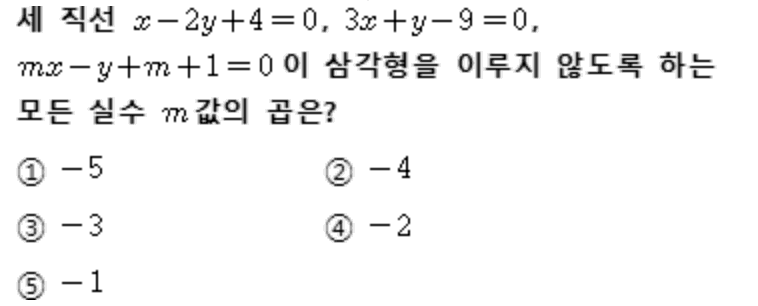 세 직선 x-2y+4=0, 3x+y-9=0,
mx-y+m+1=0이 삼각형을 이루지 않도록 하는
모든 실수 m값의 곱은?
① -5 ② -4
③ -3 ④ -2
⑤ -1